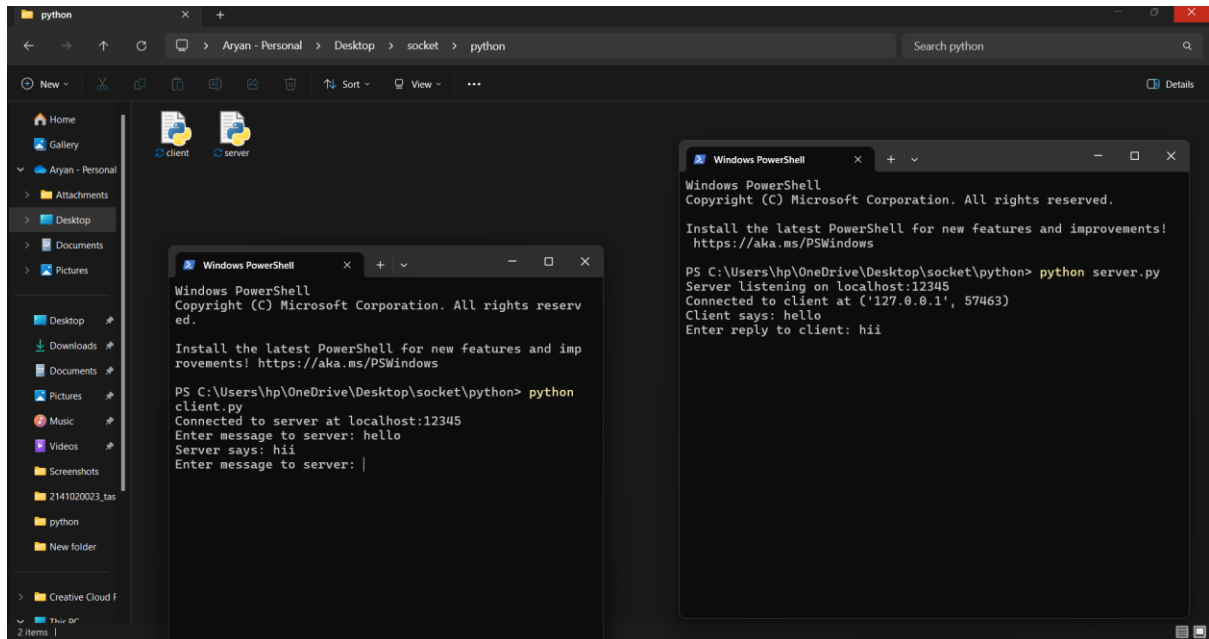 python
Aryan - Personal > Desktop > socket > python
Search python
New
Sort
View
Details
Home
Gallery
Aryan - Personal
Attachments
Desktop
Documents
Pictures
Desktop
Downloads
Documents
Pictures
Music
Videos
Screenshots
2141020023_tas
python
New folder
Creative Cloud F
This PC
2 items
client
server
Windows PowerShell
Windows PowerShell
Copyright (C) Microsoft Corporation. All rights reserv
ed.
Install the latest PowerShell for new features and imp
rovements! https://aka.ms/PSWindows
PS C:\Users\hp\OneDrive\Desktop\socket\python> python
client.py
Connected to server at localhost:12345
Enter message to server: hello
Server says: hii
Enter message to server:
Windows PowerShell
Windows PowerShell
Copyright (C) Microsoft Corporation. All rights reserved.
Install the latest PowerShell for new features and improvements!
https://aka.ms/PSWindows
PS C:\Users\hp\OneDrive\Desktop\socket\python> python server.py
Server listening on localhost:12345
Connected to client at ('127.0.0.1', 57463)
Client says: hello
Enter reply to client: hii